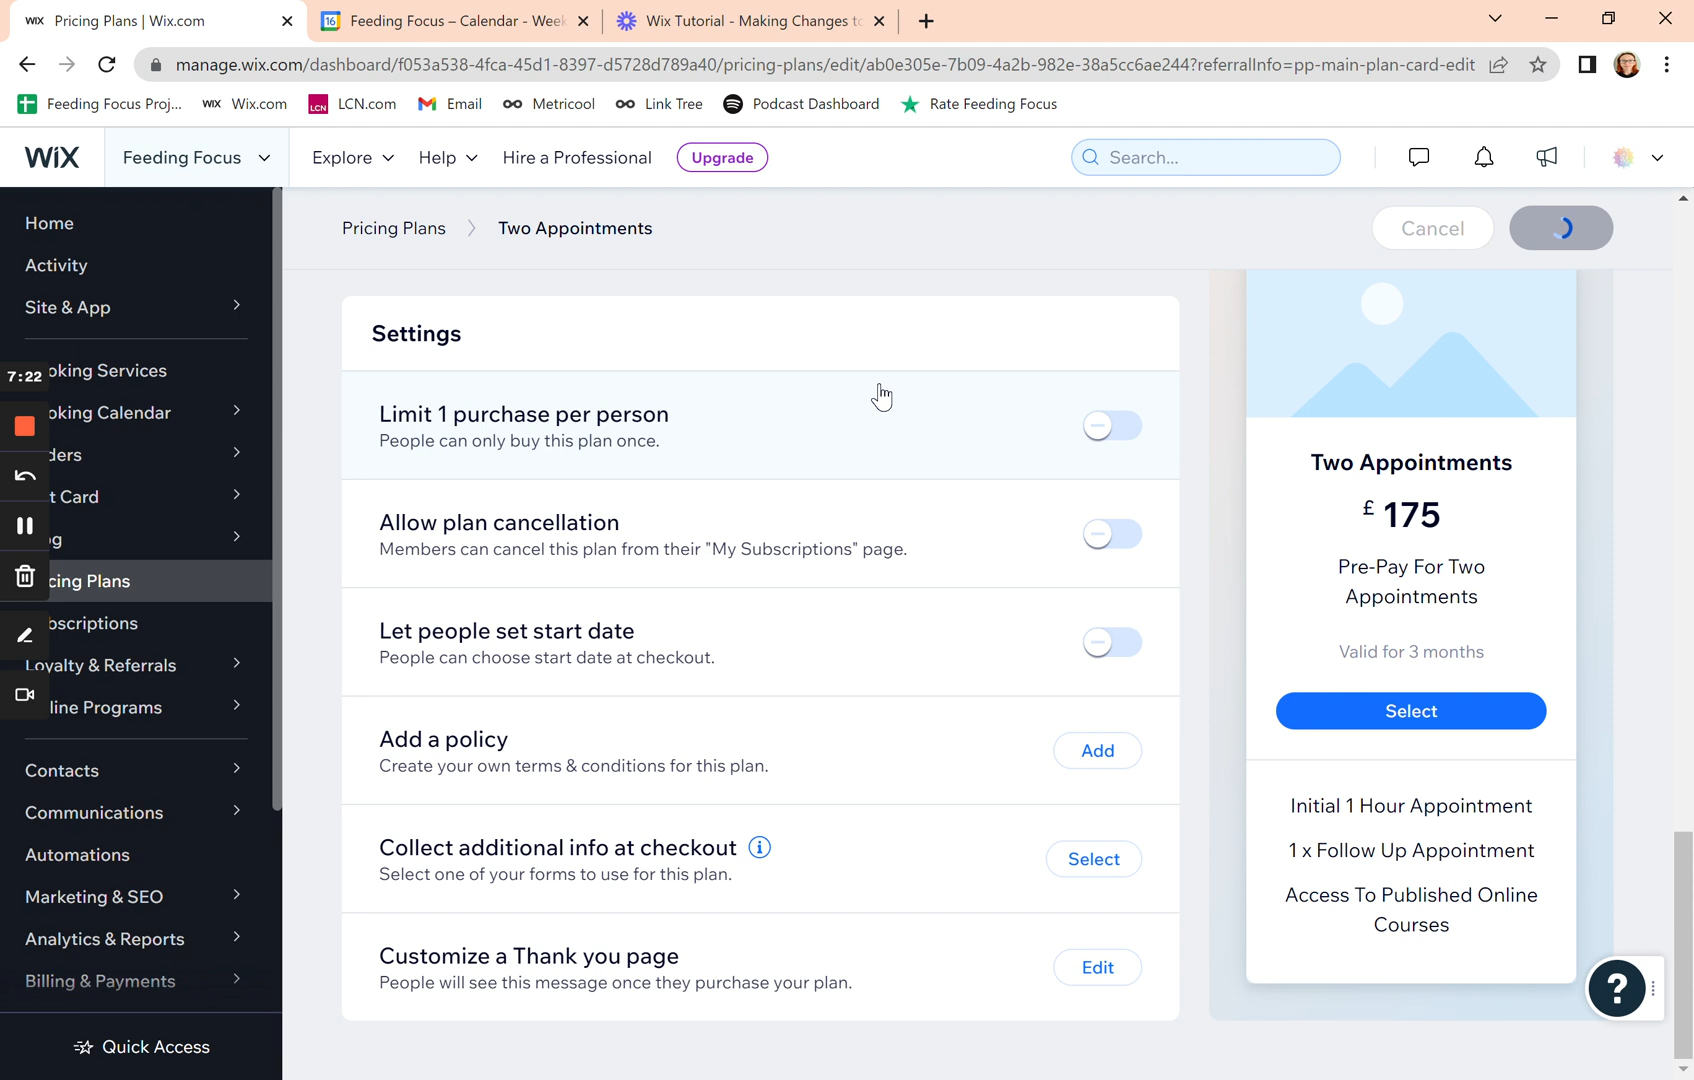 WIX Pricing Plans | Wix.com
16 Feeding Focus – Calendar - Week
Wix Tutorial - Making Changes to
manage.wix.com/dashboard/f053a538-4fca-45d1-8397-d5728d789a40/pricing-plans/edit/ab0e305e-7b09-4a2b-982e-38a5cc6ae244?referralInfo=pp-main-plan-card-edit
Feeding Focus Proj...
WIX Wix.com
LCN LCN.com
Email
Metricool
Link Tree
Podcast Dashboard
Rate Feeding Focus
WIX
Feeding Focus
Explore
Help
Hire a Professional
Upgrade
Search...
Home
Activity
Site & App
7:22
oking Services
oking Calendar
ders
t Card
g
cing Plans
bscriptions
Loyalty & Referrals
line Programs
Contacts
Communications
Automations
Marketing & SEO
Analytics & Reports
Billing & Payments
Quick Access
Pricing Plans
Two Appointments
Cancel
Settings
Limit 1 purchase per person
People can only buy this plan once.
Allow plan cancellation
Members can cancel this plan from their "My Subscriptions" page.
Let people set start date
People can choose start date at checkout.
Add a policy
Create your own terms & conditions for this plan.
Add
Collect additional info at checkout
Select one of your forms to use for this plan.
Select
Customize a Thank you page
People will see this message once they purchase your plan.
Edit
Two Appointments
£ 175
Pre-Pay For Two
Appointments
Valid for 3 months
Select
Initial 1 Hour Appointment
1 x Follow Up Appointment
Access To Published Online
Courses
?